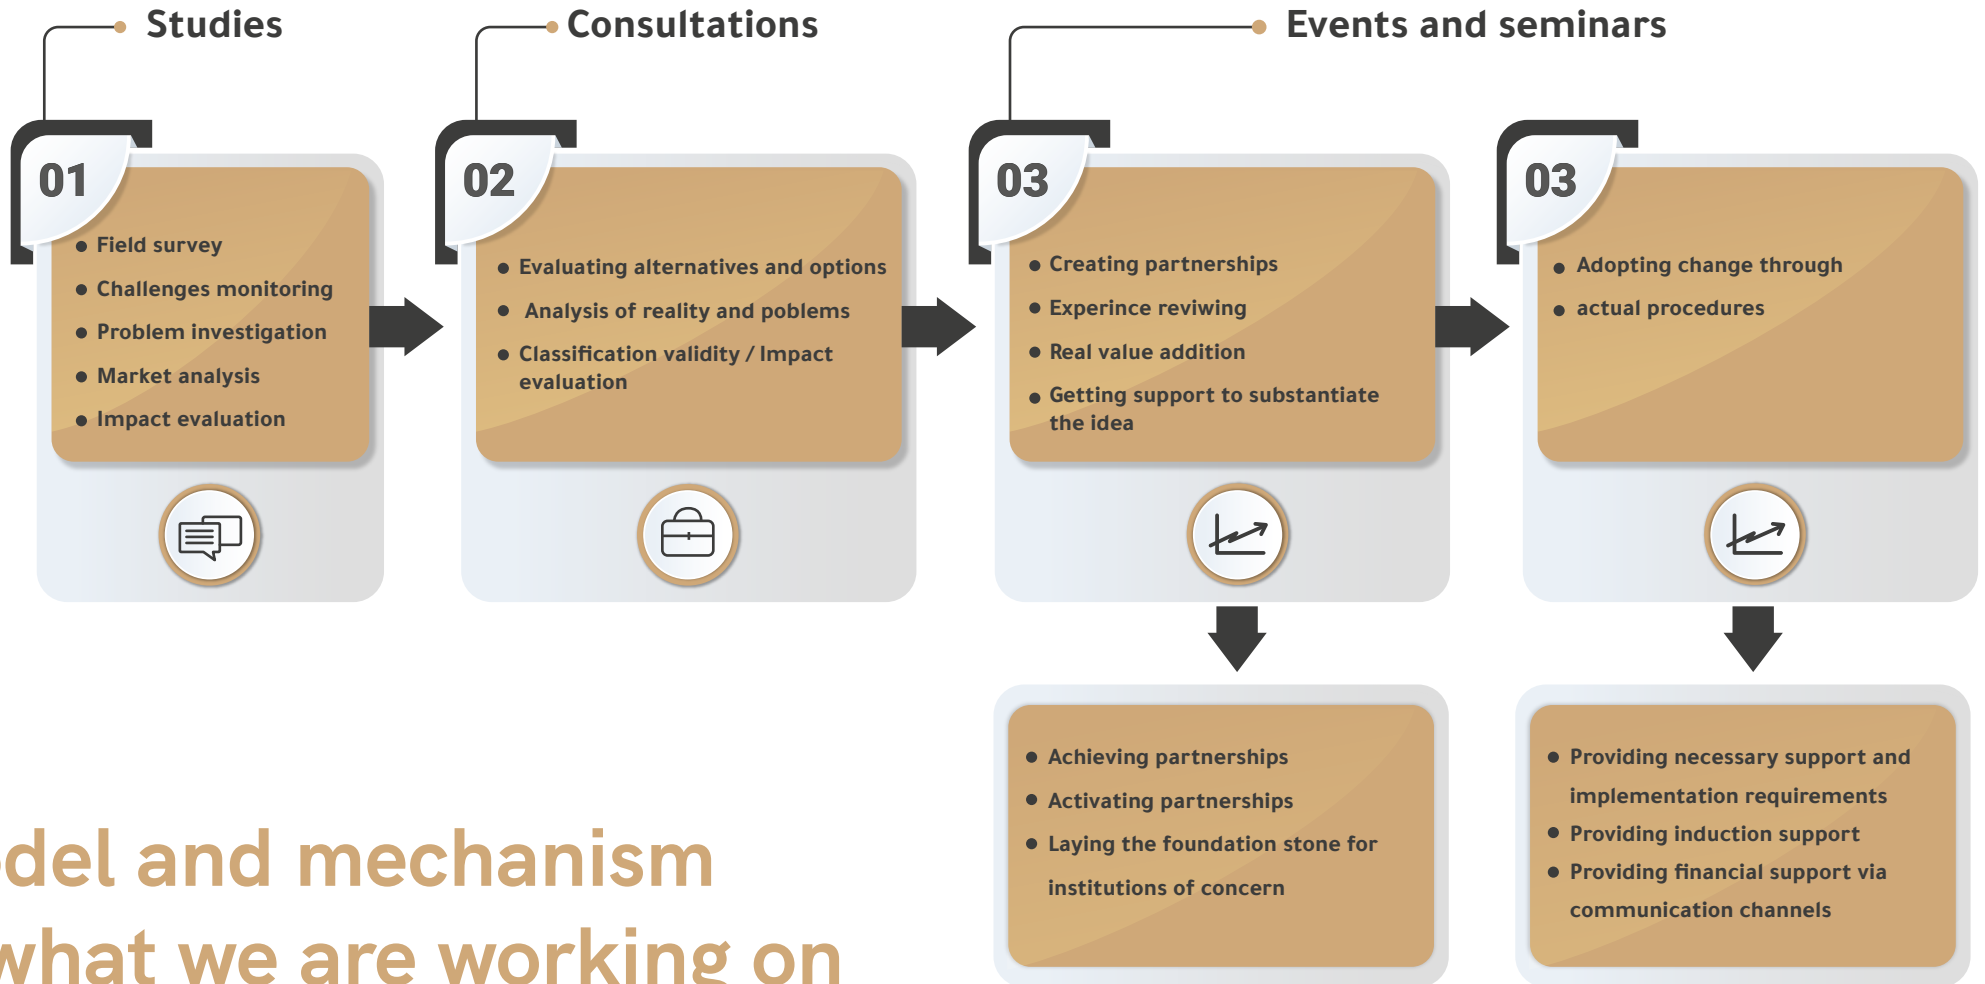 Studies
01
• Field survey
• Challenges monitoring
• Problem investigation
• Market analysis
• Impact evaluation
Consultations
02
• Evaluating alternatives and options
• Analysis of reality and poblems
• Classification validity / Impact
evaluation
Events and seminars
03
• Creating partnerships
• Experince reviwing
• Real value addition
• Getting support to substantiate
the idea
03
• Adopting change through
• actual procedures
• Achieving partnerships
• Activating partnerships
• Laying the foundation stone for
institutions of concern
• Providing necessary support and
implementation requirements
• Providing induction support
• Providing financial support via
communication channels
and mechanism
what we are working on